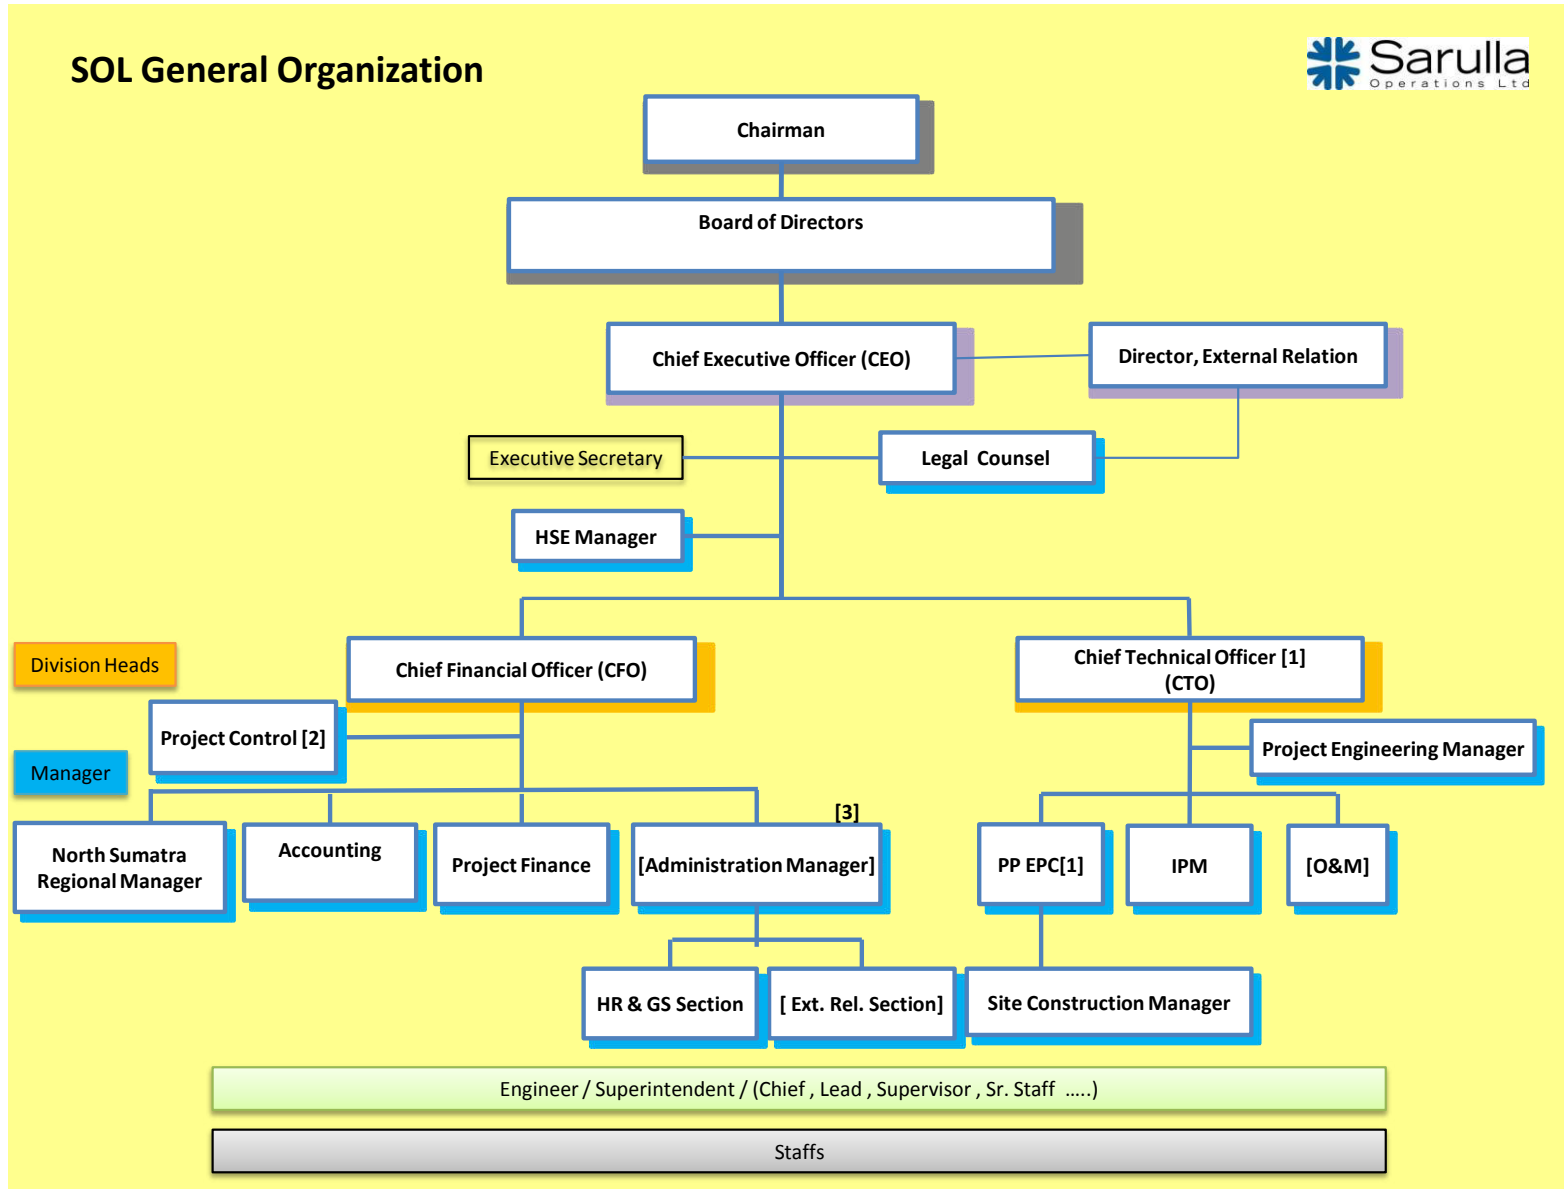 SOL General Organization
Sarulla
Operations Ltd
Chairman
Board of Directors
Chief Executive Officer (CEO)
Director, External Relation
Executive Secretary
Legal Counsel
HSE Manager
Division Heads
Chief Financial Officer (CFO)
Chief Technical Officer [1]
(CTO)
Project Control [2]
Project Engineering Manager
Manager
[3]
North Sumatra
Regional Manager
Accounting
Project Finance
[Administration Manager]
PP EPC[1]
IPM
[O&M]
HR & GS Section
[ Ext. Rel. Section]
Site Construction Manager
Engineer / Superintendent / (Chief , Lead , Supervisor , Sr. Staff .....)
Staffs